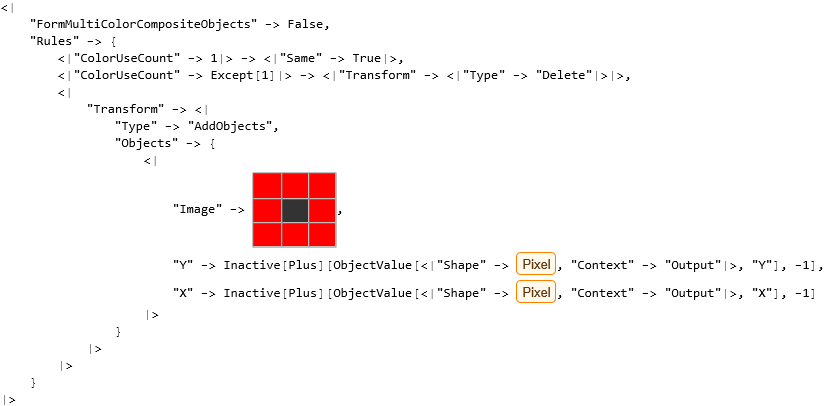 <|
"FormMultiColorCompositeObjects" -> False,
"Rules" -> {
<|"ColorUseCount" -> 1|> -> <|"Same" -> True|>,
<|"ColorUseCount" -> Except[1]|> -> <|"Transform" -> <|"Type" -> "Delete"|>|>,
<|
"Transform" -> <|
"Type" -> "AddObjects",
"Objects" -> {
<|
"Image" -> ,
"Y" -> Inactive[Plus][ObjectValue[<|"Shape" -> Pixel, "Context" -> "Output"|>, "Y"], -1],
"X" -> Inactive[Plus][ObjectValue[<|"Shape" -> Pixel, "Context" -> "Output"|>, "X"], -1]
|>
}
|>
|>
}
|>